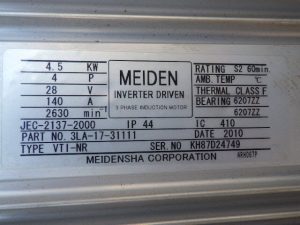 4.5 KW
4 P
28 V
140 A
2630 min
MEIDEN
INVERTER DRIVEN
3 PHASE INDUCTION MOTOR
RATING S2 60min.
AMB.TEMP °C
THERMAL CLASS F
BEARING 6207ZZ
6207ZZ
JEC-2137-2000 IP 44 IC 410
PART NO. 3LA-17-31111 DATE 2010
TYPE VTI-NR SER.NO KH87D24749
MEIDENSHA CORPORATION